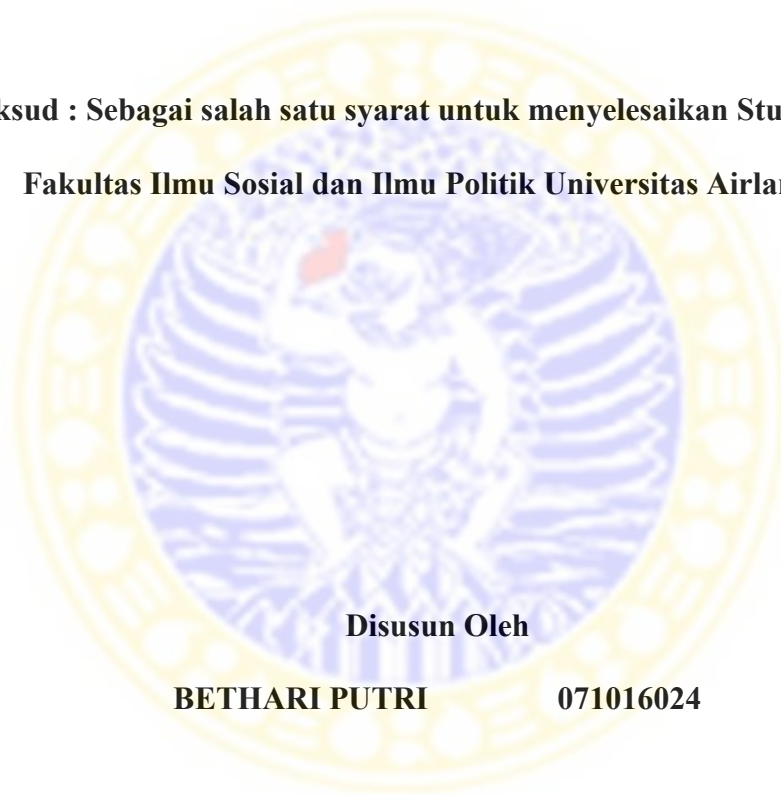 ksud : Sebagai salah satu syarat untuk menyelesaikan Stu
Fakultas Ilmu Sosial dan Ilmu Politik Universitas Airla
Disusun Oleh
BETHARI PUTRI 071016024